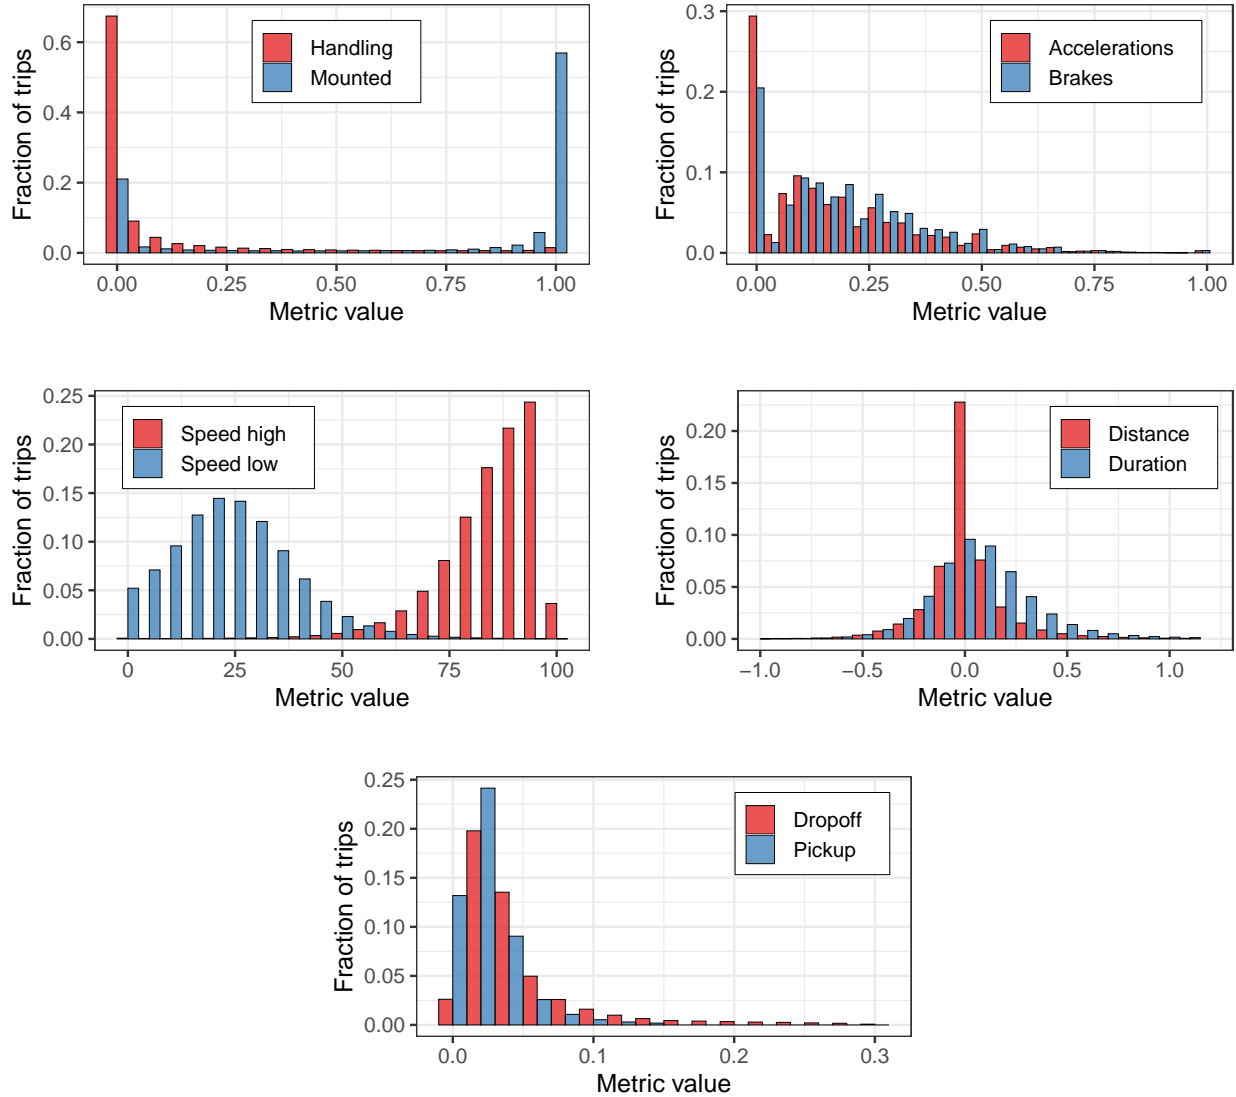 Fraction of trips
0.6
0.4
0.2
0.0
Handling
Mounted
0.00
0.25
0.50
0.75
1.00
Metric value
Fraction of trips
0.3
0.2
0.1
0.0
Accelerations
Brakes
0.00
0.25
0.50
0.75
1.00
Metric value
Fraction of trips
0.25
0.20
0.15
0.10
0.05
0.00
Speed high
Speed low
0
25
50
75
100
Metric value
Fraction of trips
0.20
0.15
0.10
0.05
0.00
Distance
Duration
−1.0
−0.5
0.0
0.5
1.0
Metric value
Fraction of trips
0.25
0.20
0.15
0.10
0.05
0.00
Dropoff
Pickup
0.0
0.1
0.2
0.3
Metric value